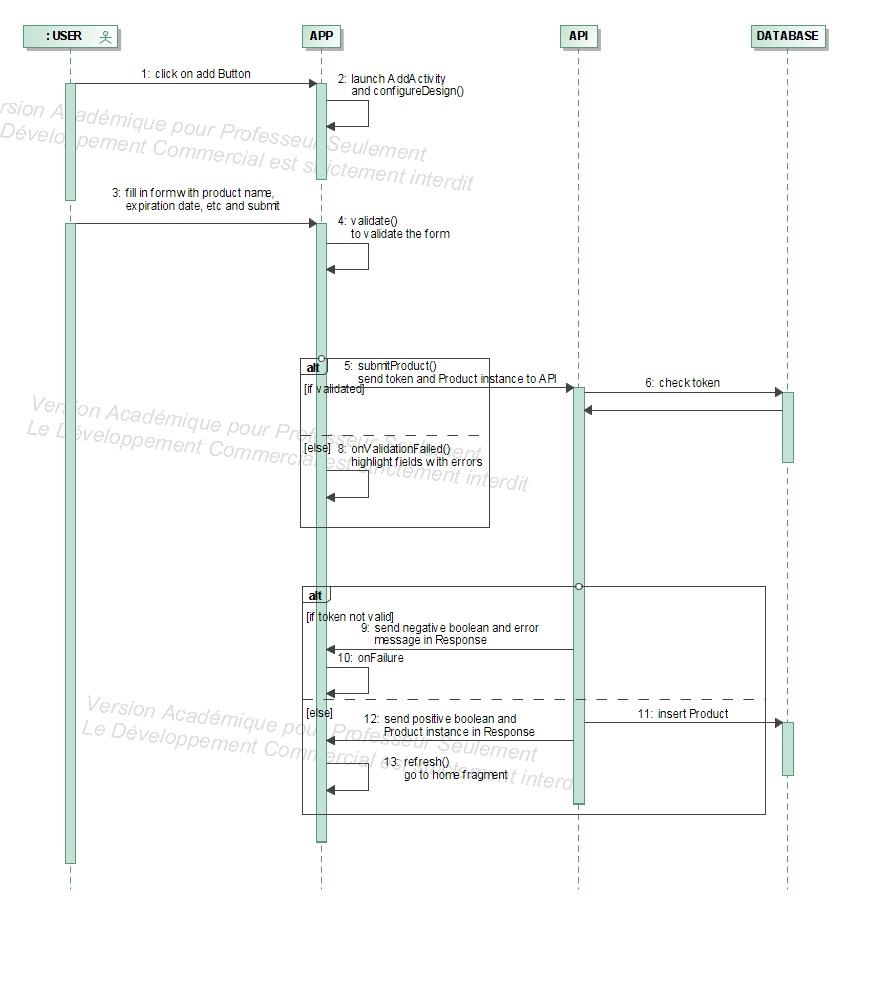 : USER
APP
API
DATABASE
1: click on add Button
2: launch AddActivity
and configureDesign()
rsion Académique pour Professeur Seulement
Développement Commercial est strictement interdit
3: fill in form with product name,
expiration date, etc and submit
4: validate()
to validate the form
alt
5: submitProduct()
send token and Product instance to API
[if validated]
6: check token
Version Académique pour Professeur Seulement
Le Développement Commercial est strictement interdit
[else]
8: onValidationFailed()
highlight fields with errors
alt
[if token not valid]
9: send negative boolean and error
message in Response
10: onFailure
[else]
11: insert Product
12: send positive boolean and
Product instance in Response
Version Académique pour Professeur Seulement
Le Développement Commercial est strictement interd
13: refresh()
go to home fragment